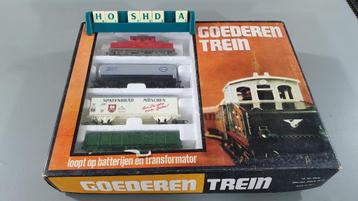 HO SHD A
GOEDEREN
TREIN
SPATENBRÄU MÜNCHEN
loopt op batterijen en transformator
GOEDEREN TREIN